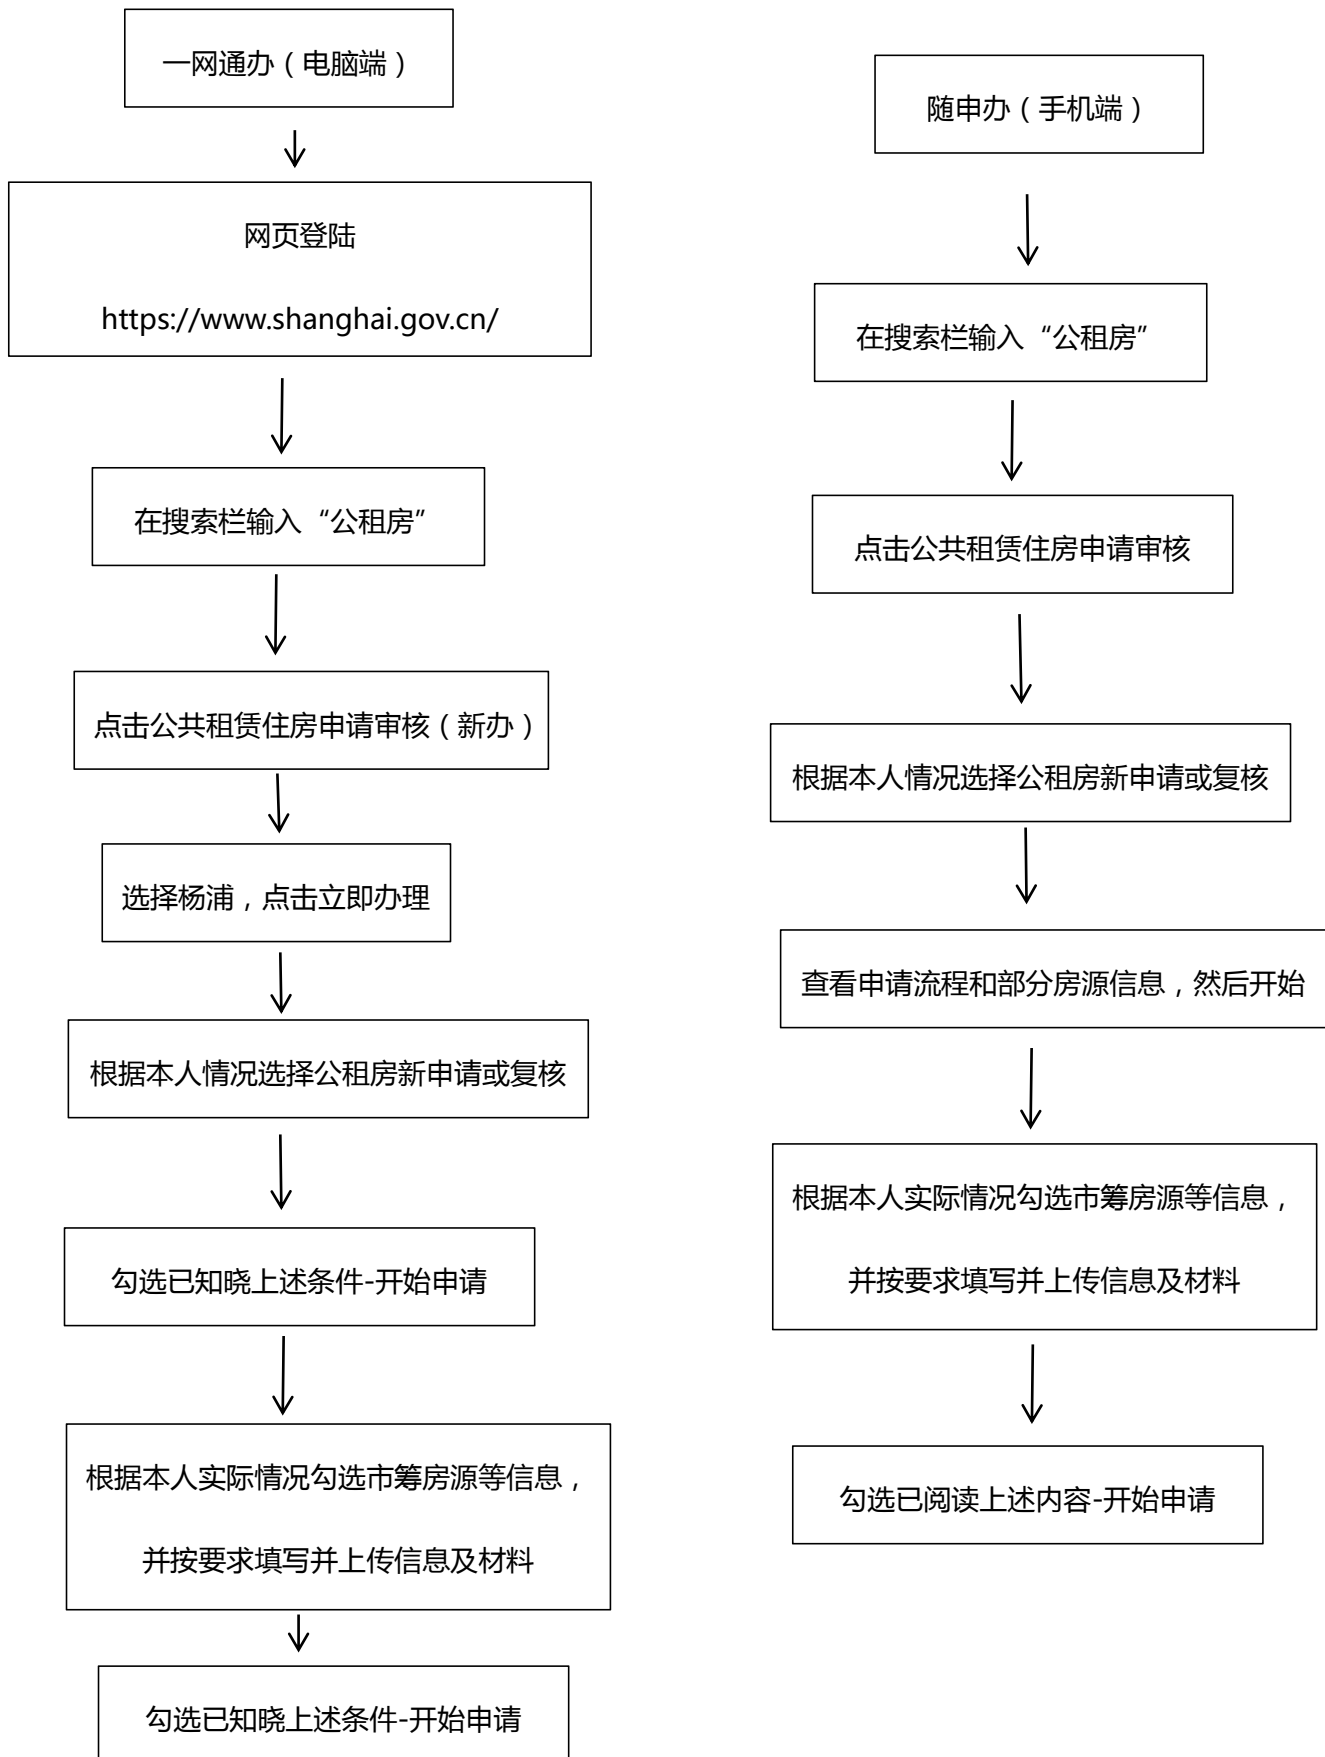 一网通办（电脑端）
网页登陆
https://www.shanghai.gov.cn/
在搜索栏输入“公租房”
点击公共租赁住房申请审核（新办）
选择杨浦，点击立即办理
根据本人情况选择公租房新申请或复核
勾选已知晓上述条件-开始申请
根据本人实际情况勾选市筹房源等信息，
并按要求填写并上传信息及材料
勾选已知晓上述条件-开始申请
随申办（手机端）
在搜索栏输入“公租房”
点击公共租赁住房申请审核
根据本人情况选择公租房新申请或复核
查看申请流程和部分房源信息，然后开始
根据本人实际情况勾选市筹房源等信息，
并按要求填写并上传信息及材料
勾选已阅读上述内容-开始申请